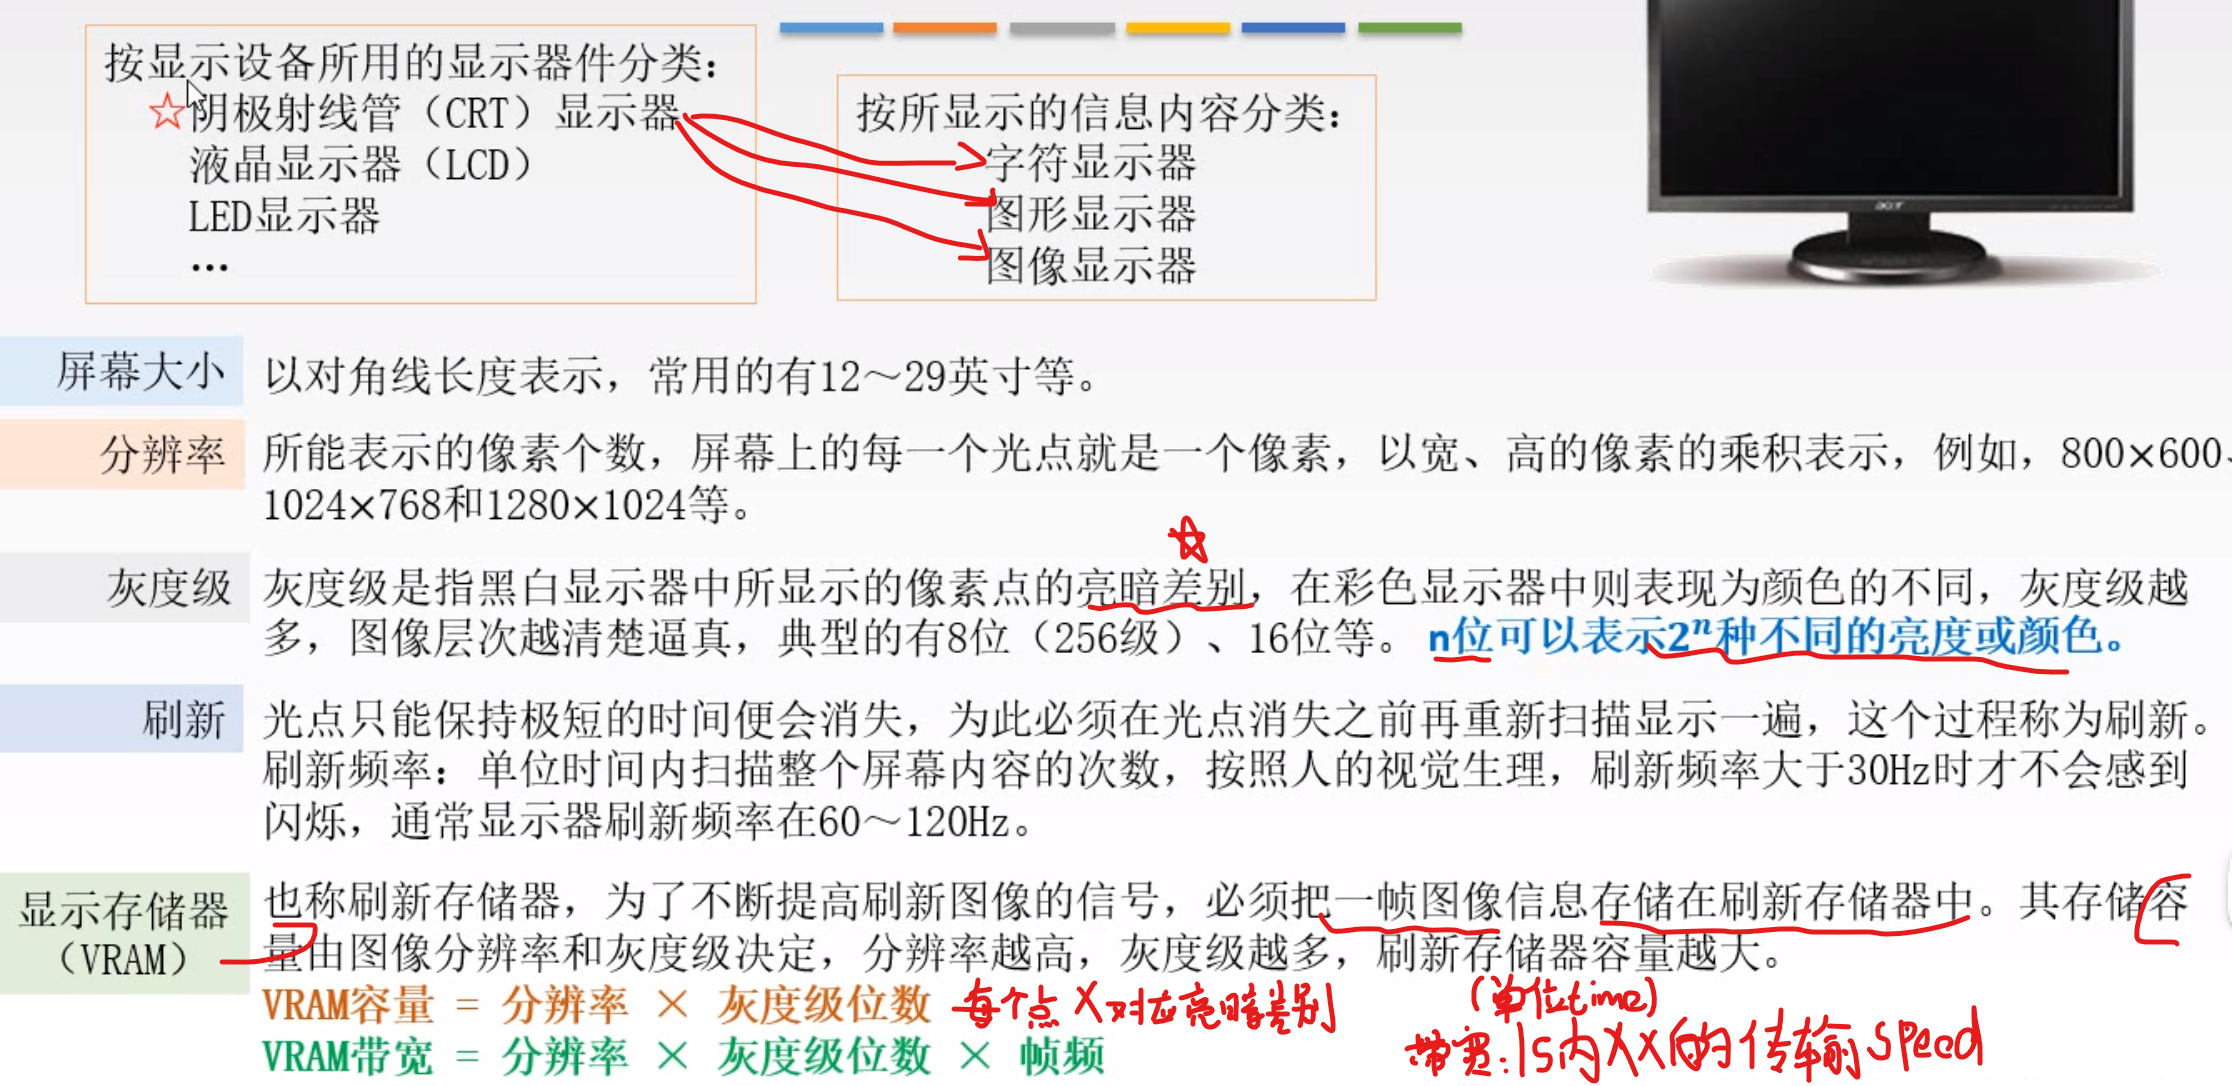 按显示设备所用的显示器件分类：
☆阴极射线管（CRT）显示器
液晶显示器（LCD）
LED显示器
…
按所显示的信息内容分类：
字符显示器
图形显示器
图像显示器
acer
屏幕大小
以对角线长度表示，常用的有12～29英寸等。
分辨率
所能表示的像素个数，屏幕上的每一个光点就是一个像素，以宽、高的像素的乘积表示，例如，800×600、
1024×768和1280×1024等。
灰度级
灰度级是指黑白显示器中所显示的像素点的亮暗差别，在彩色显示器中则表现为颜色的不同，灰度级越
多，图像层次越清楚逼真，典型的有8位（256级）、16位等。 n位可以表示2ⁿ种不同的亮度或颜色。
刷新
光点只能保持极短的时间便会消失，为此必须在光点消失之前再重新扫描显示一遍，这个过程称为刷新。
刷新频率：单位时间内扫描整个屏幕内容的次数，按照人的视觉生理，刷新频率大于30Hz时才不会感到
闪烁，通常显示器刷新频率在60～120Hz。
显示存储器
（VRAM）
也称刷新存储器，为了不断提高刷新图像的信号，必须把一帧图像信息存储在刷新存储器中。其存储容
量由图像分辨率和灰度级决定，分辨率越高，灰度级越多，刷新存储器容量越大。
VRAM容量 = 分辨率 × 灰度级位数 每个点 X 对应亮暗差别
(单位time)
VRAM带宽 = 分辨率 × 灰度级位数 × 帧频
带宽：1s内XX的传输speed